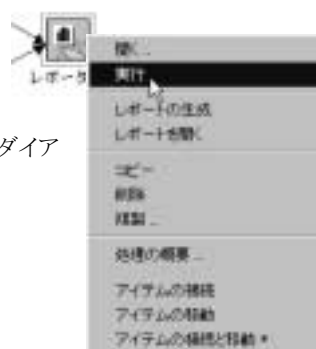 レポータ
開く...
実行
レポートの生成
レポートを開く
ダイア
コピー
削除
複製...
処理の概要...
アイテムの接続
アイテムの移動
アイテムの接続と移動